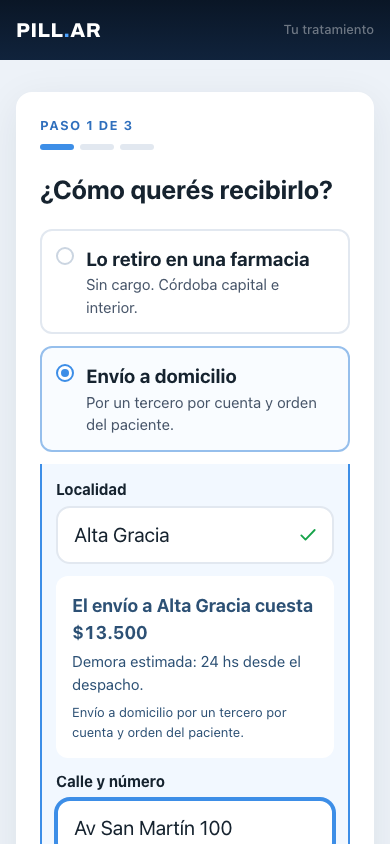 PILL.AR
Tu tratamiento
PASO 1 DE 3
¿Cómo querés recibirlo?
Lo retiro en una farmacia
Sin cargo. Córdoba capital e
interior.
Envío a domicilio
Por un tercero por cuenta y orden
del paciente.
Localidad
Alta Gracia
El envío a Alta Gracia cuesta
$13.500
Demora estimada: 24 hs desde el
despacho.
Envío a domicilio por un tercero por
cuenta y orden del paciente.
Calle y número
Av San Martín 100